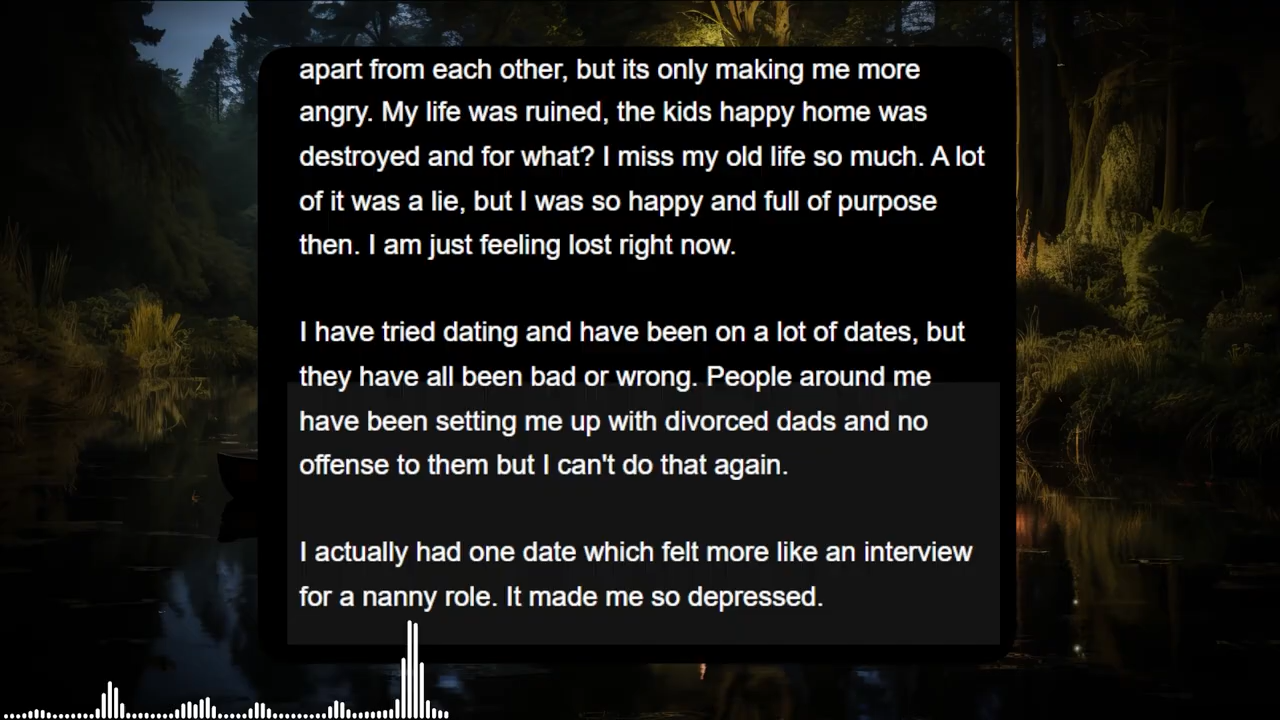 apart from each other, but its only making me more
angry. My life was ruined, the kids happy home was
destroyed and for what? I miss my old life so much. A lot
of it was a lie, but I was so happy and full of purpose
then. I am just feeling lost right now.
I have tried dating and have been on a lot of dates, but
they have all been bad or wrong. People around me
have been setting me up with divorced dads and no
offense to them but I can't do that again.
I actually had one date which felt more like an interview
for a nanny role. It made me so depressed.